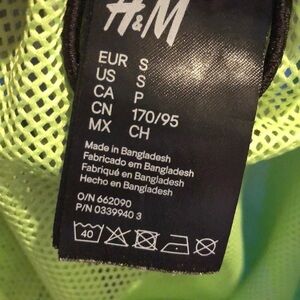 H&M
EUR S
US S
CA P
CN 170/95
MX CH
Made in Bangladesh
Fabricado em Bangladesh
Fabriqué en Bangladesh
Hecho en Bangladesh
O/N 662090
P/N 0339940 3
40